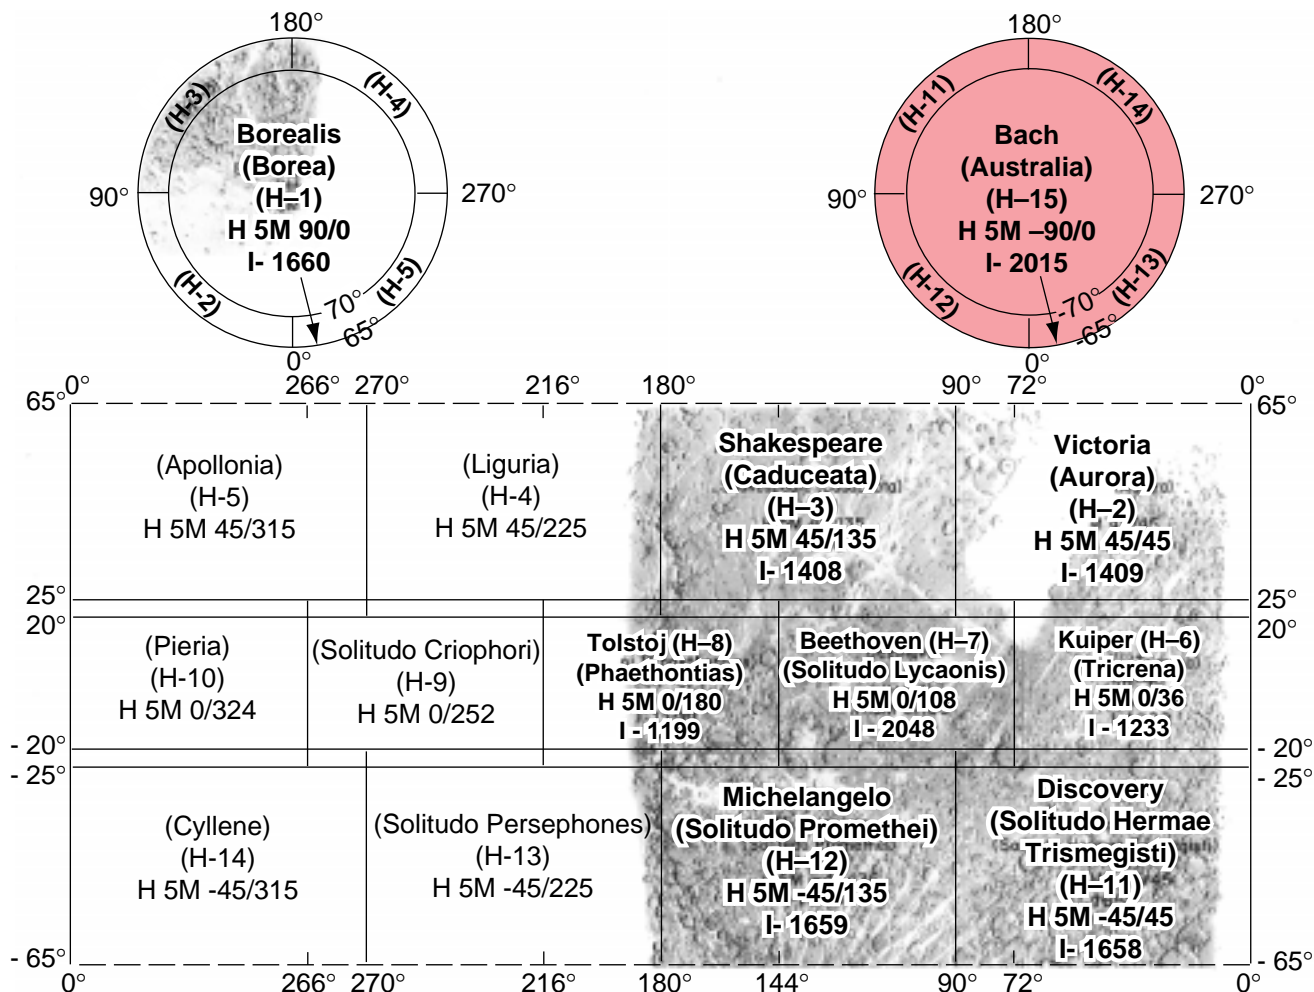 180°
(H-3)
(H-4)
Borealis
(Borea)
(H–1)
H 5M 90/0
I- 1660
90°
270°
(H-2)
(H-5)
70°
65°
0°
180°
(H-11)
(H-14)
Bach
(Australia)
(H–15)
H 5M –90/0
I- 2015
90°
270°
(H-12)
(H-13)
-70°
-65°
0°
0° 266° 270° 216° 180° 90° 72° 0°
65° 65°
(Apollonia)
(H-5)
H 5M 45/315
(Liguria)
(H-4)
H 5M 45/225
Shakespeare
(Caduceata)
(H–3)
H 5M 45/135
I- 1408
Victoria
(Aurora)
(H–2)
H 5M 45/45
I- 1409
25° 25°
20° 20°
(Pieria)
(H-10)
H 5M 0/324
(Solitudo Criophori)
(H-9)
H 5M 0/252
Tolstoj (H–8)
(Phaethontias)
H 5M 0/180
I - 1199
Beethoven (H–7)
(Solitudo Lycaonis)
H 5M 0/108
I - 2048
Kuiper (H–6)
(Tricrena)
H 5M 0/36
I - 1233
- 20° - 20°
- 25° - 25°
(Cyllene)
(H-14)
H 5M -45/315
(Solitudo Persephones)
(H-13)
H 5M -45/225
Michelangelo
(Solitudo Promethei)
(H–12)
H 5M -45/135
I- 1659
Discovery
(Solitudo Hermae
Trismegisti)
(H–11)
H 5M -45/45
I- 1658
- 65° - 65°
0° 266° 270° 216° 180° 144° 90° 72° 0°